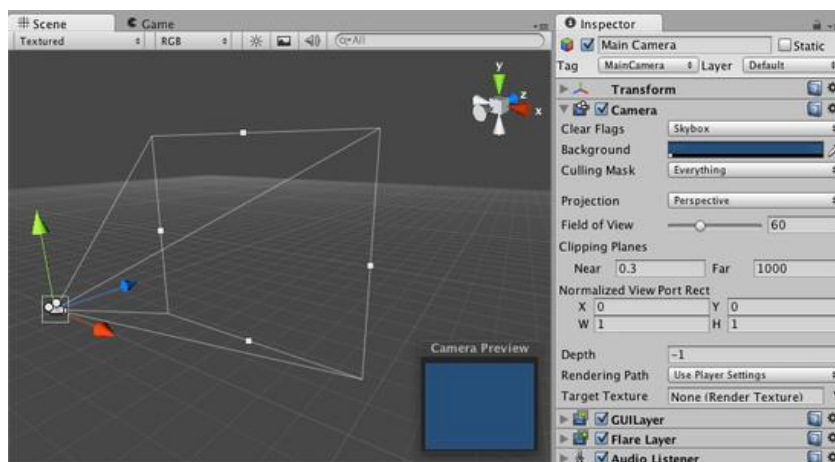 Scene
Game
Textured
RGB
All
y
z
x
Camera Preview
Inspector
Main Camera
Static
Tag
MainCamera
Layer
Default
Transform
Camera
Clear Flags
Skybox
Background
Culling Mask
Everything
Projection
Perspective
Field of View
60
Clipping Planes
Near
0.3
Far
1000
Normalized View Port Rect
X
0
Y
0
W
1
H
1
Depth
-1
Rendering Path
Use Player Settings
Target Texture
None (Render Texture)
GUILayer
Flare Layer
Audio Listener